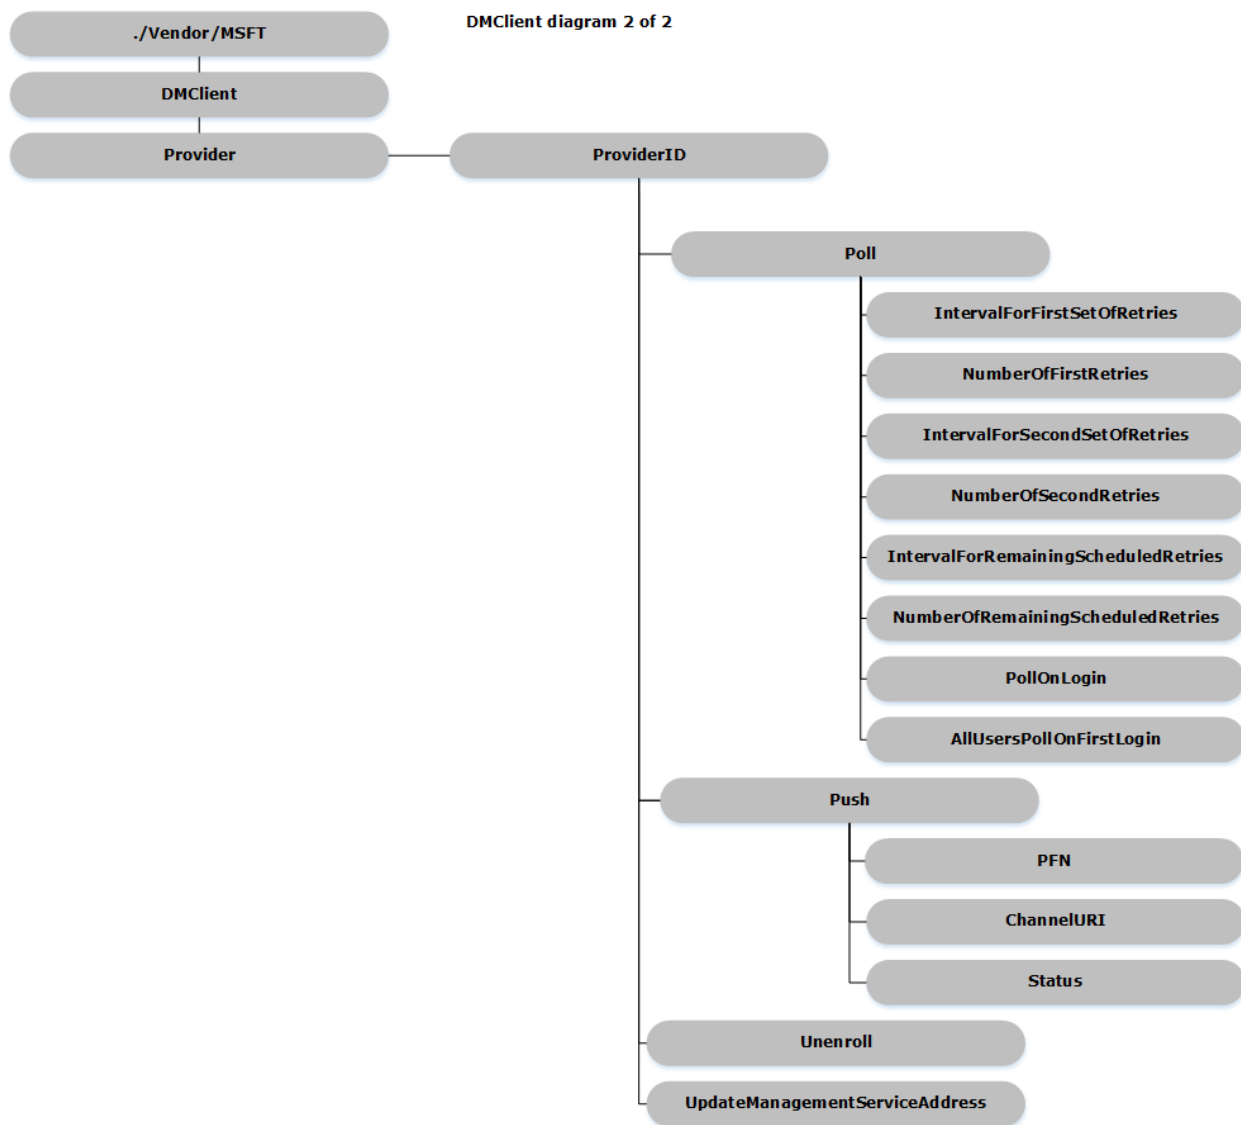 DMClient diagram 2 of 2
./Vendor/MSFT
DMClient
Provider
ProviderID
Poll
IntervalForFirstSetOfRetries
NumberOfFirstRetries
IntervalForSecondSetOfRetries
NumberOfSecondRetries
IntervalForRemainingScheduledRetries
NumberOfRemainingScheduledRetries
PollOnLogin
AllUsersPollOnFirstLogin
Push
PFN
ChannelURI
Status
Unenroll
UpdateManagementServiceAddress